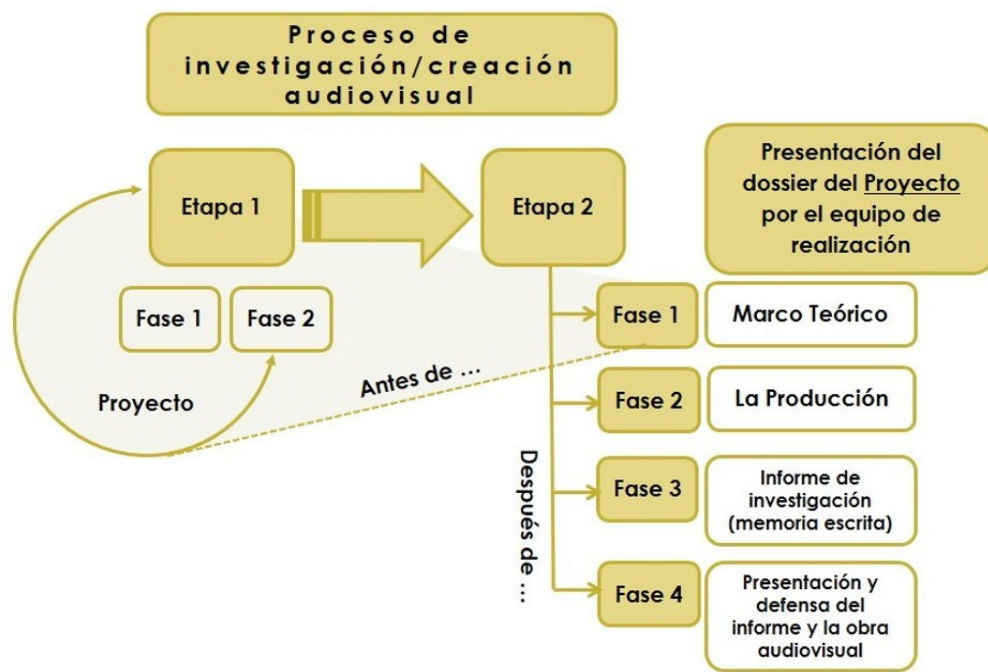 Proceso de
investigación/creación
audiovisual
Etapa 1
Etapa 2
Presentación del
dossier del Proyecto
por el equipo de
realización
Fase 1
Fase 2
Proyecto
Antes de ...
Después de ...
Fase 1
Marco Teórico
Fase 2
La Producción
Fase 3
Informe de
investigación
(memoria escrita)
Fase 4
Presentación y
defensa del
informe y la obra
audiovisual